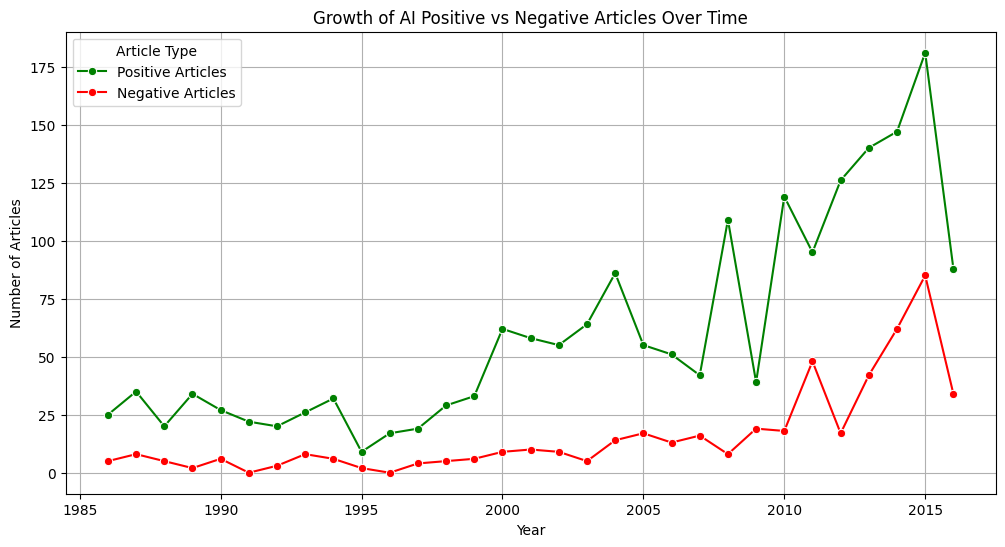 Growth of AI Positive vs Negative Articles Over Time
Article Type
Positive Articles
Negative Articles
Number of Articles
175
150
125
100
75
50
25
0
1985 1990 1995 2000 2005 2010 2015
Year